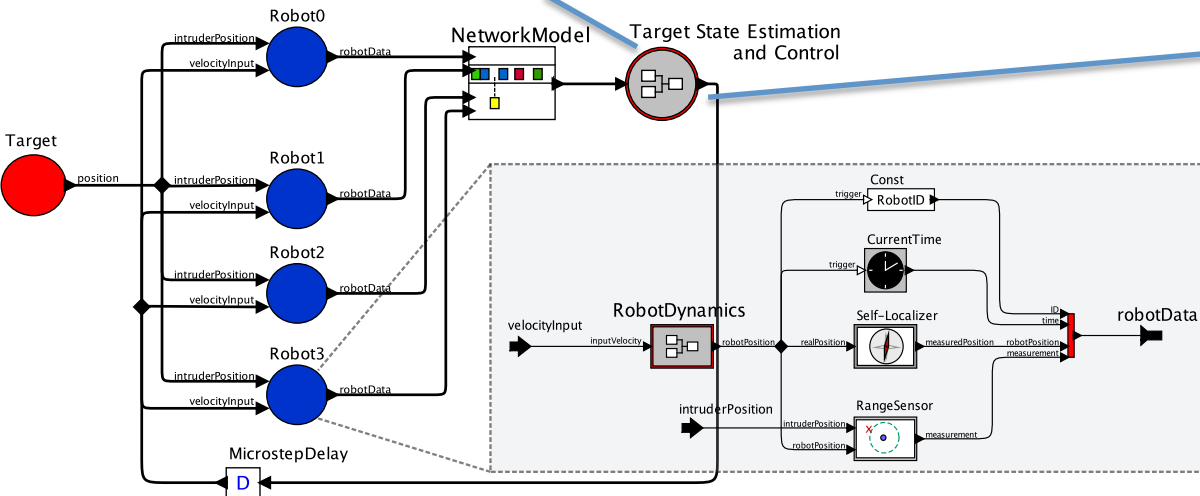 Robot0
intruderPosition
velocityInput
robotData
NetworkModel
Target State Estimation
and Control
Target
position
Robot1
intruderPosition
velocityInput
robotData
Robot2
intruderPosition
velocityInput
robotData
Robot3
intruderPosition
velocityInput
robotData
MicrostepDelay
D
Const
trigger
RobotID
CurrentTime
trigger
RobotDynamics
velocityInput
inputVelocity
robotPosition
Self-Localizer
realPosition
measuredPosition
ID
time
robotPosition
measurement
robotData
intruderPosition
RangeSensor
intruderPosition
robotPosition
X
measurement